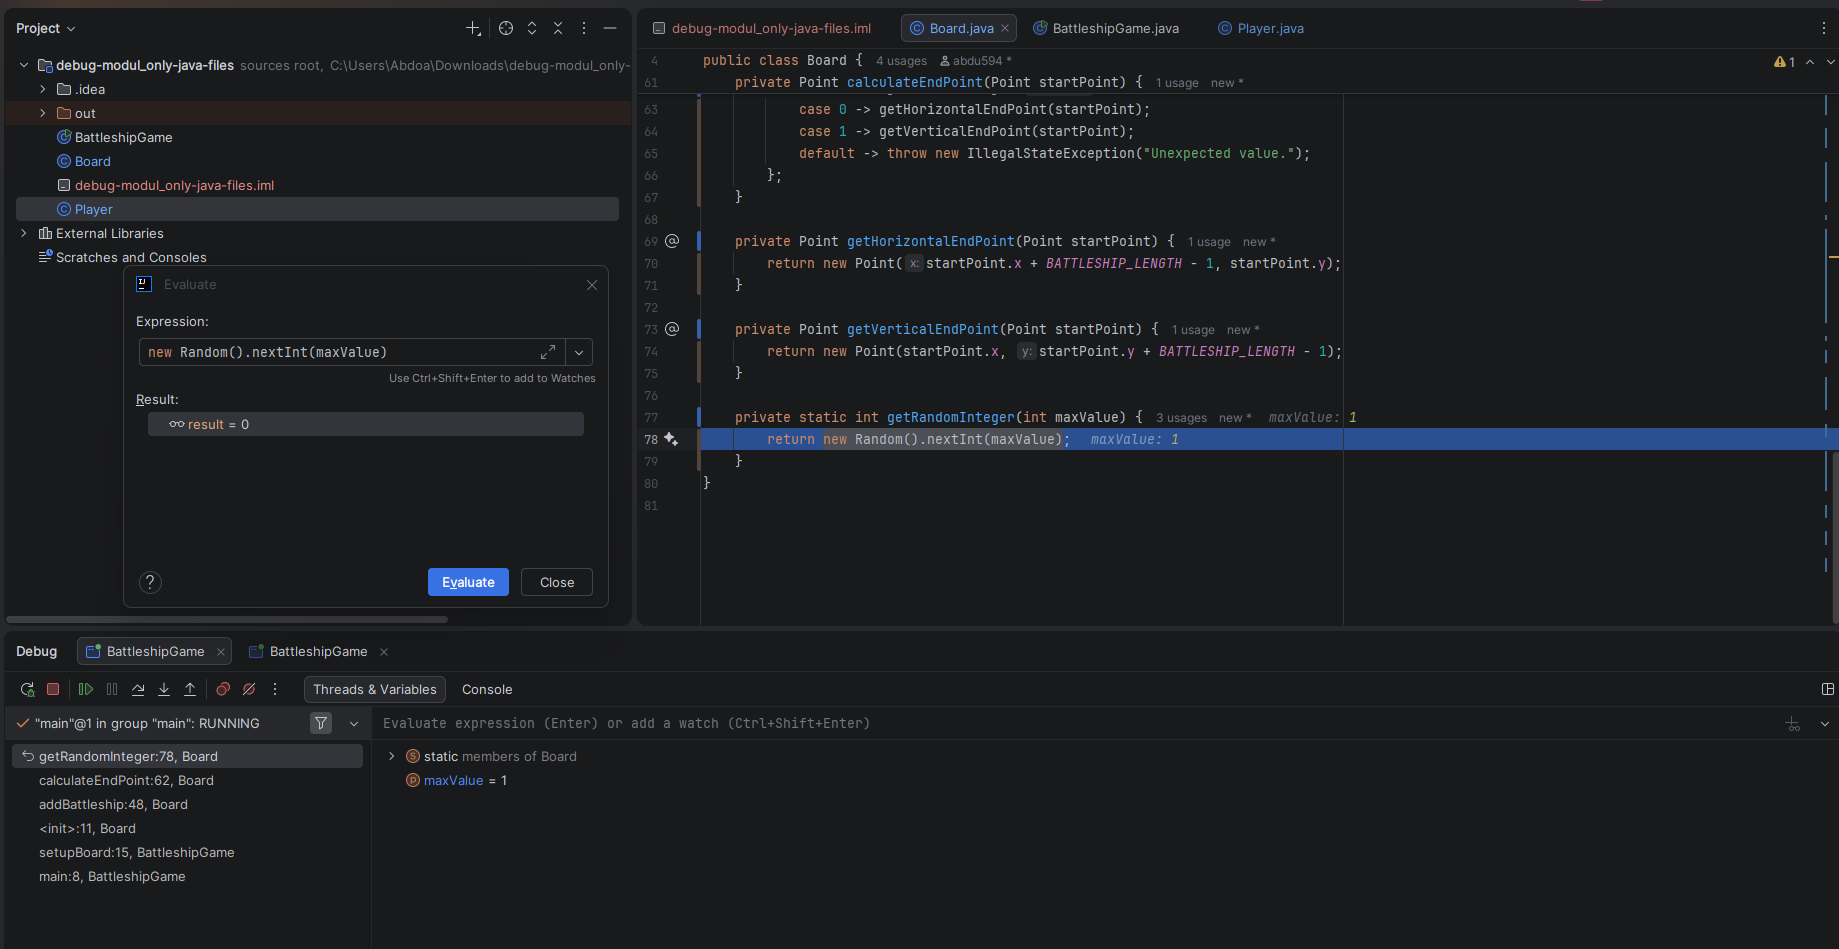 Project
debug-modul_only-java-files sources root, C:\Users\Abdoa\Downloads\debug-modul_only-
.idea
out
BattleshipGame
Board
debug-modul_only-java-files.iml
Player
External Libraries
Scratches and Consoles
Evaluate
Expression:
new Random().nextInt(maxValue)
Use Ctrl+Shift+Enter to add to Watches
Result:
result = 0
?
Evaluate
Close
debug-modul_only-java-files.iml
Board.java
BattleshipGame.java
Player.java
4 public class Board { 4 usages abdu594 *
1
61 private Point calculateEndPoint(Point startPoint) { 1 usage new *
63 case 0 -> getHorizontalEndPoint(startPoint);
64 case 1 -> getVerticalEndPoint(startPoint);
65 default -> throw new IllegalStateException("Unexpected value.");
66 };
67 }
68
69 private Point getHorizontalEndPoint(Point startPoint) { 1 usage new *
70 return new Point( x: startPoint.x + BATTLESHIP_LENGTH - 1, startPoint.y);
71 }
72
73 private Point getVerticalEndPoint(Point startPoint) { 1 usage new *
74 return new Point(startPoint.x, y: startPoint.y + BATTLESHIP_LENGTH - 1);
75 }
76
77 private static int getRandomInteger(int maxValue) { 3 usages new * maxValue: 1
78 return new Random().nextInt(maxValue); maxValue: 1
79 }
80 }
81
Debug
BattleshipGame
BattleshipGame
Threads & Variables
Console
"main"@1 in group "main": RUNNING
Evaluate expression (Enter) or add a watch (Ctrl+Shift+Enter)
getRandomInteger:78, Board
calculateEndPoint:62, Board
addBattleship:48, Board
<init>:11, Board
setupBoard:15, BattleshipGame
main:8, BattleshipGame
static members of Board
maxValue = 1